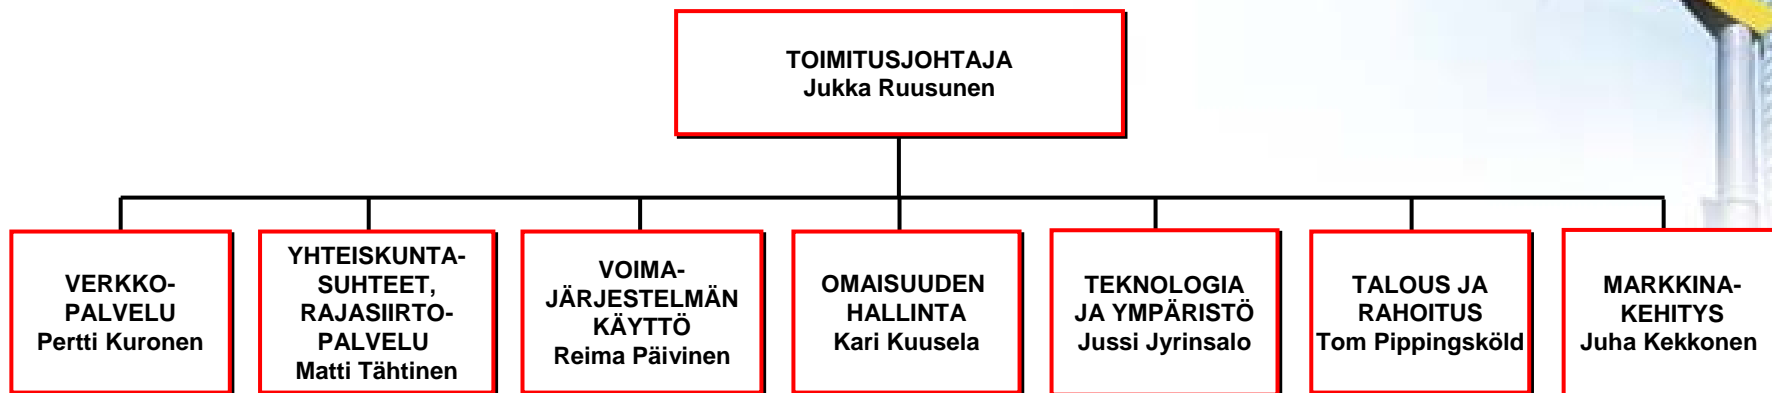 TOIMITUSJOHTAJA
Jukka Ruusunen
VERKKO-
PALVELU
Pertti Kuronen
YHTEISKUNTA-
SUHTEET,
RAJASIIRTO-
PALVELU
Matti Tähtinen
VOIMA-
JÄRJESTELMÄN
KÄYTTÖ
Reima Päivinen
OMAISUUDEN
HALLINTA
Kari Kuusela
TEKNOLOGIA
JA YMPÄRISTÖ
Jussi Jyrinsalo
TALOUS JA
RAHOITUS
Tom Pippingsköld
MARKKINA-
KEHITYS
Juha Kekkonen